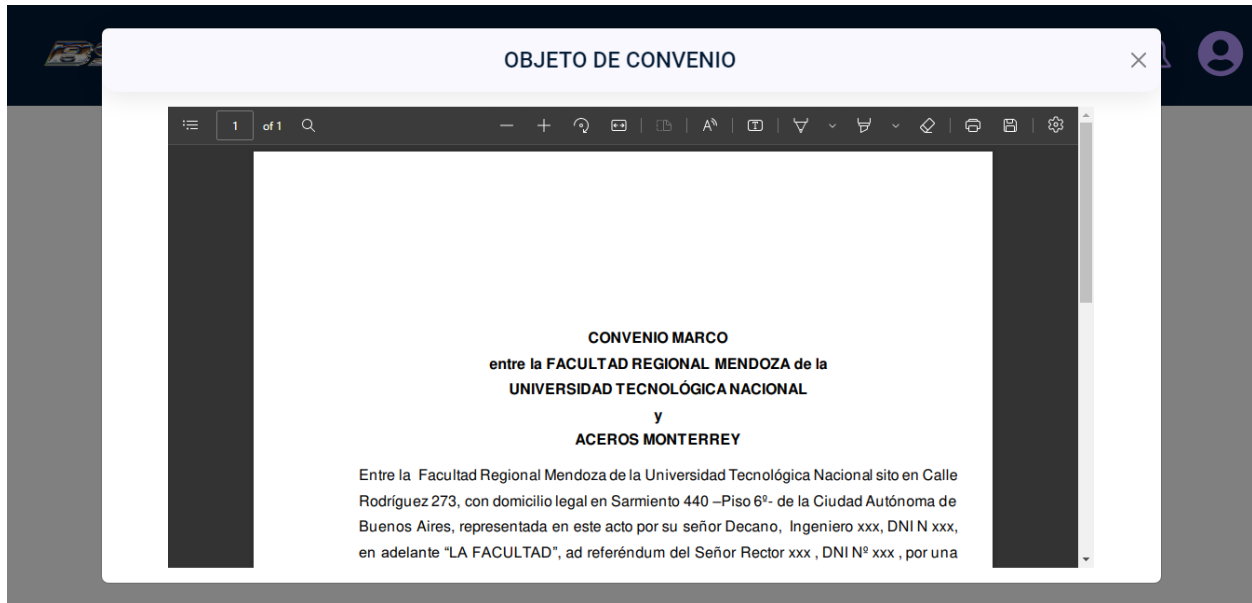 OBJETO DE CONVENIO
1 of 1
CONVENIO MARCO
entre la FACULTAD REGIONAL MENDOZA de la
UNIVERSIDAD TECNOLÓGICA NACIONAL
y
ACEROS MONTERREY
Entre la Facultad Regional Mendoza de la Universidad Tecnológica Nacional sito en Calle
Rodríguez 273, con domicilio legal en Sarmiento 440 –Piso 6º- de la Ciudad Autónoma de
Buenos Aires, representada en este acto por su señor Decano, Ingeniero xxx, DNI N xxx,
en adelante “LA FACULTAD”, ad referéndum del Señor Rector xxx , DNI Nº xxx , por una